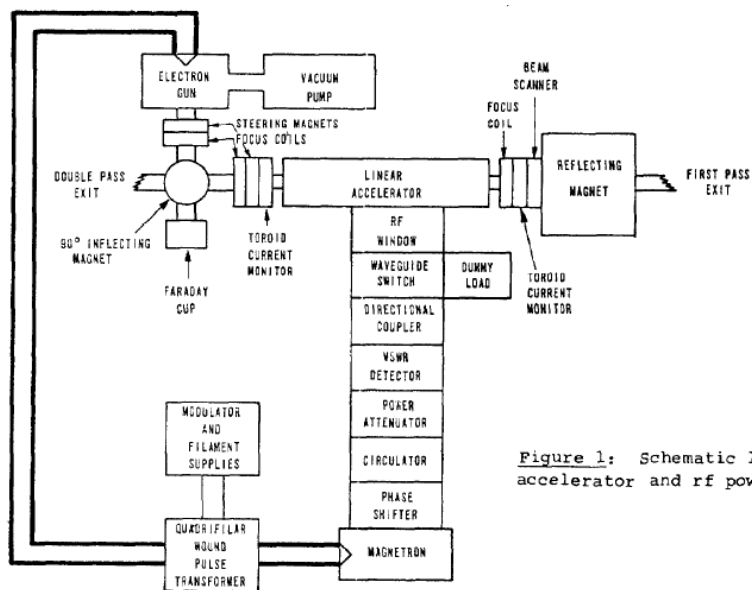 ELECTRON
GUN
VACUUM
PUMP
STEERING MAGNETS
FOCUS COILS
BEAM
SCANNER
FOCUS
COIL
DOUBLE PASS
EXIT
LINEAR
ACCELERATOR
REFLECTING
MAGNET
FIRST PASS
EXIT
90° INFLECTING
MAGNET
FARADAY
CUP
TOROID
CURRENT
MONITOR
RF
WINDOW
WAVEGUIDE
SWITCH
DUMMY
LOAD
TOROID
CURRENT
MONITOR
DIRECTIONAL
COUPLER
VSWR
DETECTOR
POWER
ATTENUATOR
CIRCULATOR
PHASE
SHIFTER
MAGNETRON
MODULATOR
AND
FILAMENT
SUPPLIES
QUADRIFILAR
WOUND
PULSE
TRANSFORMER
Figure 1: Schematic
accelerator and rf